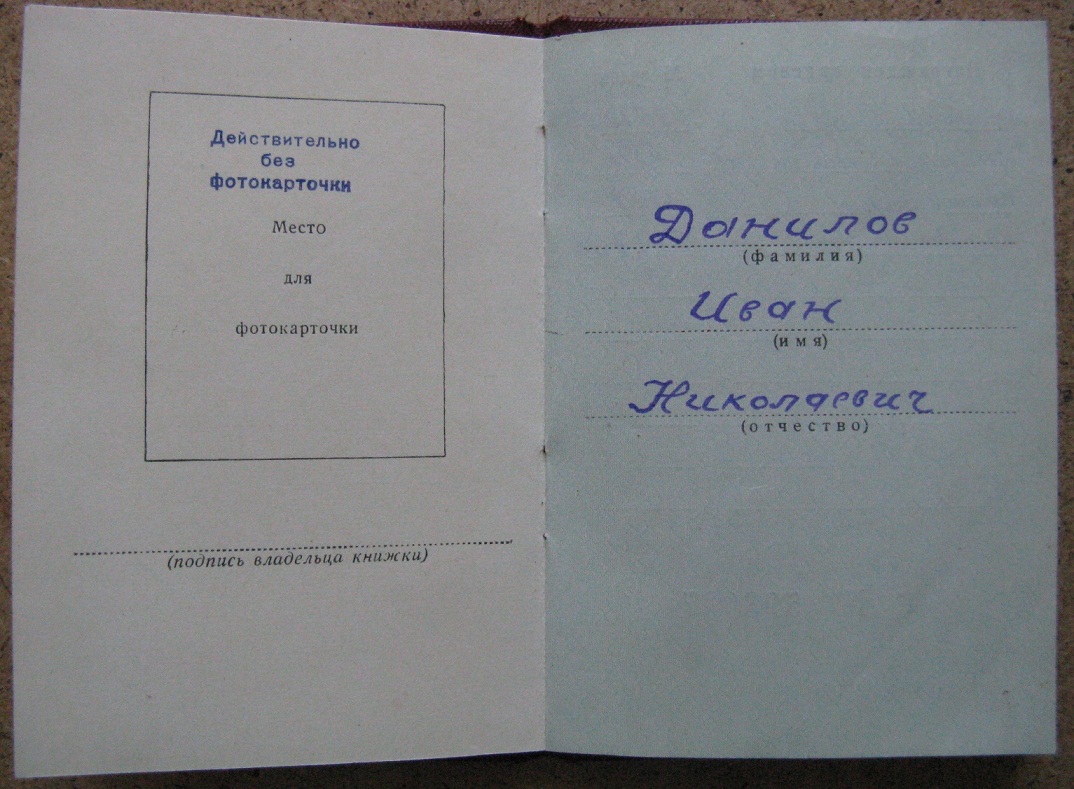 Действительно
без
фотокарточки
Место
для
фотокарточки
(подпись владельца книжки)
Данилов
(фамилия)
Иван
(имя)
Николаевич
(отчество)